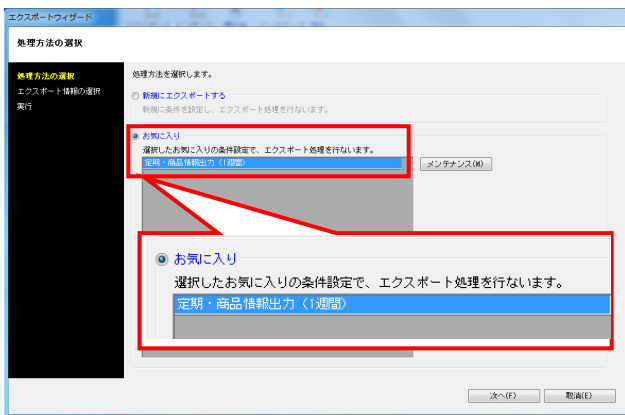 エクスポートウィザード
処理方法の選択
処理方法の選択
エクスポート情報の選択
実行
処理方法を選択します。
新規にエクスポートする
新規に条件を設定し、エクスポート処理を行ないます。
お気に入り
選択したお気に入りの条件設定で、エクスポート処理を行ないます。
定期・商品情報出力（1週間）
メンテナンス(M)
お気に入り
選択したお気に入りの条件設定で、エクスポート処理を行ないます。
定期・商品情報出力（1週間）
次へ(F)
取消(E)